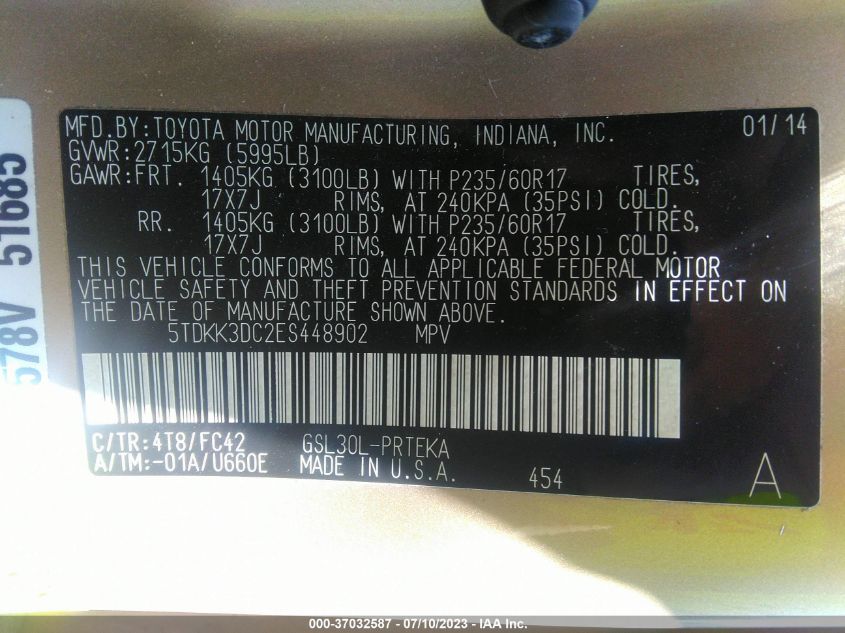 MFD.BY:TOYOTA MOTOR MANUFACTURING, INDIANA, INC. 01/14
GVWR:2715KG (5995LB)
GAWR:FRT. 1405KG (3100LB) WITH P235/60R17 TIRES,
17X7J RIMS, AT 240KPA (35PSI) COLD.
RR. 1405KG (3100LB) WITH P235/60R17 TIRES,
17X7J RIMS, AT 240KPA (35PSI) COLD.
THIS VEHICLE CONFORMS TO ALL APPLICABLE FEDERAL MOTOR
VEHICLE SAFETY AND THEFT PREVENTION STANDARDS IN EFFECT ON
THE DATE OF MANUFACTURE SHOWN ABOVE.
5TDKK3DC2ES448902 MPV
C/TR:4T8/FC42 GSL30L-PRTEKA
A/TM:-01A/U660E MADE IN U.S.A. 454 A
578V 51685
000-37032587 - 07/10/2023 - IAA Inc.